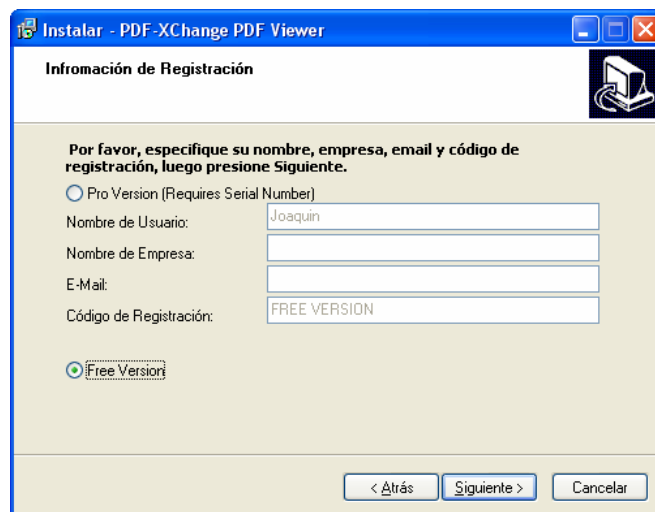 Instalar - PDF-XChange PDF Viewer
Infromación de Registración
Por favor, especifique su nombre, empresa, email y código de
registración, luego presione Siguiente.
Pro Version (Requires Serial Number)
Nombre de Usuario: Joaquin
Nombre de Empresa:
E-Mail:
Código de Registración: FREE VERSION
Free Version
< Atrás Siguiente > Cancelar